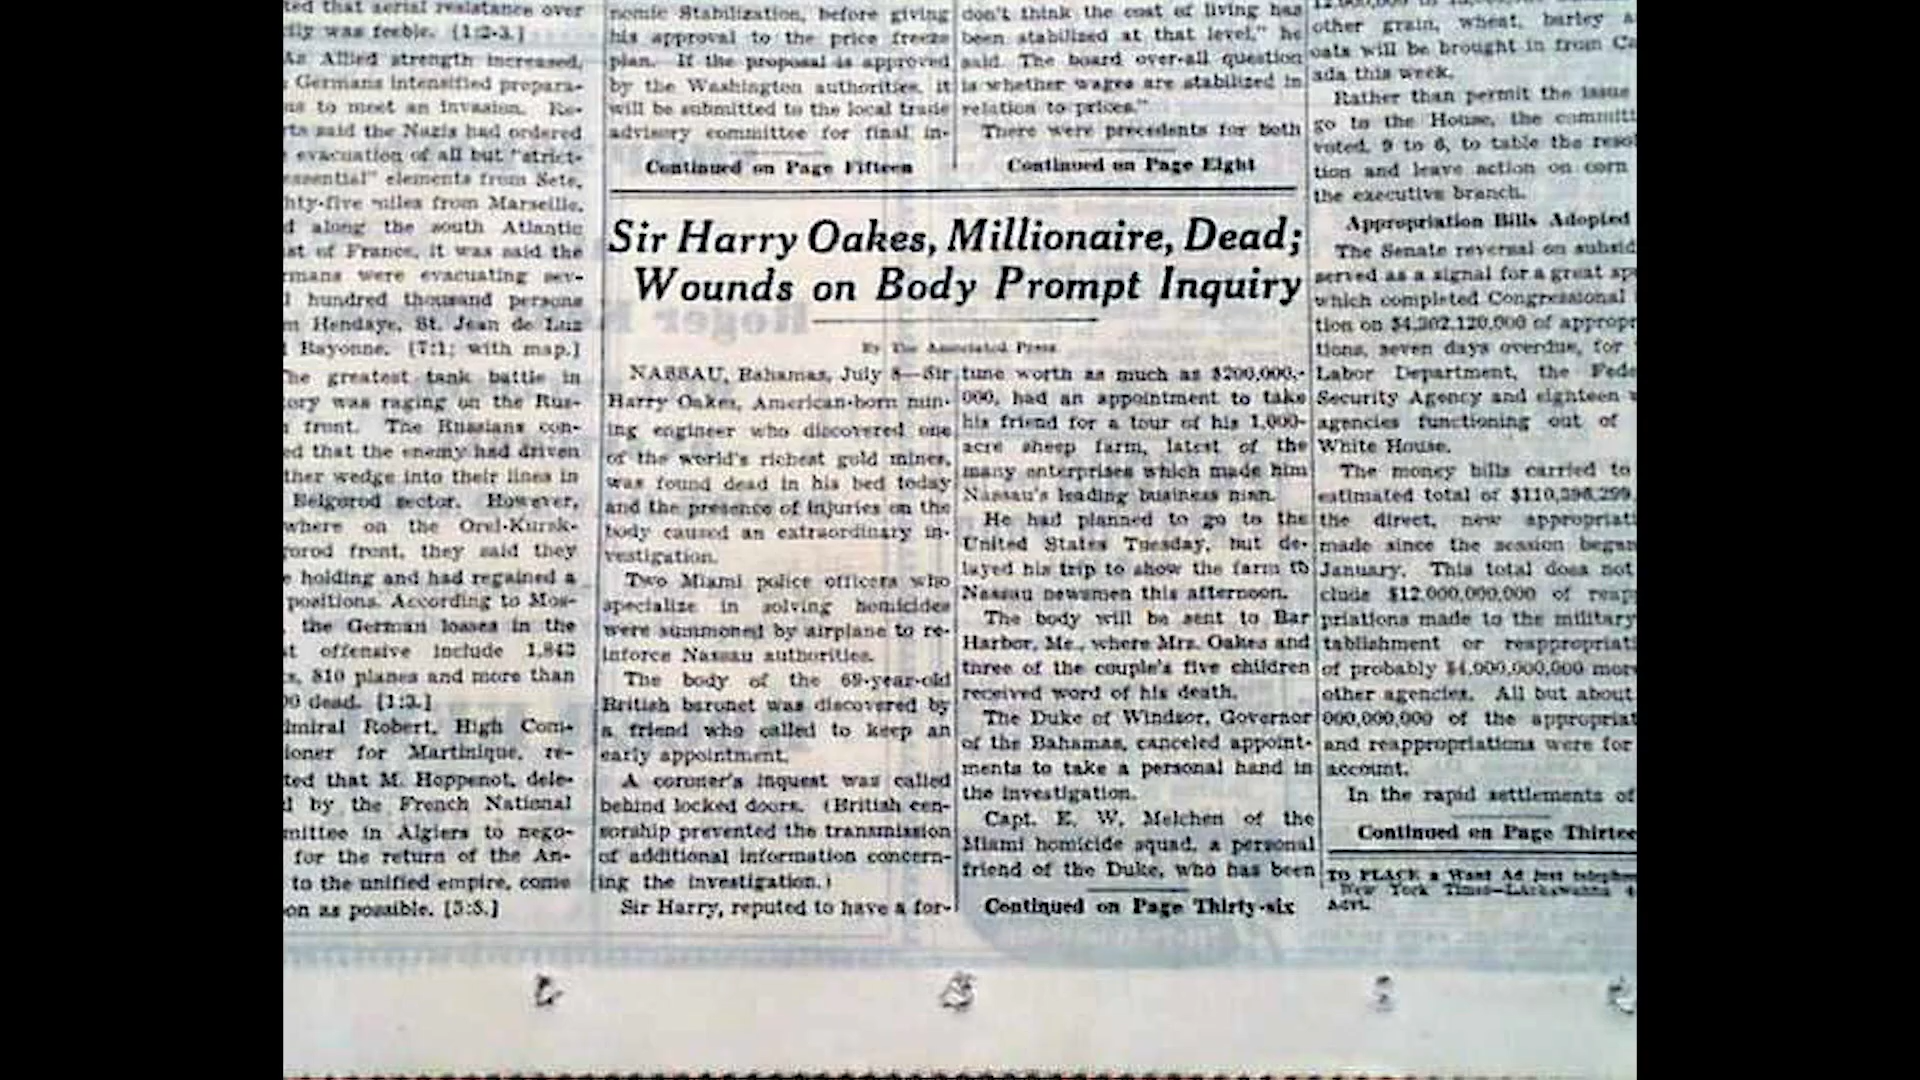 ted that aerial resistance over
was feeble. [1:2-3.]
As Allied strength increased,
Germans intensified prepara-
to meet an invasion. Re-
said the Nazis had ordered
evacuation of all but "strict-
essential" elements from Sete,
miles from Marseille,
along the south Atlantic
of France, it was said the
were evacuating sev-
hundred thousand persons
Hendaye, St. Jean de Luz
Bayonne. [7:1; with map.]
The greatest tank battle in
was raging on the Rus-
front. The Russians con-
that the enemy had driven
wedge into their lines in
Belgorod sector. However,
where on the Orel-Kursk-
front, they said they
holding and had regained a
positions. According to Mos-
the German losses in the
offensive include 1,843
810 planes and more than
dead. [1:3.]
Robert, High Com-
for Martinique, re-
that M. Hoppenot, dele-
by the French National
in Algiers to nego-
for the return of the An-
to the unified empire, come
on as possible. [5:5.]
nomic Stabilization, before giving
his approval to the price freeze
plan. If the proposal is approved
by the Washington authorities, it
will be submitted to the local trade
advisory committee for final in-
Continued on Page Fifteen
don't think the cost of living has
been stabilized at that level," he
said. The board over-all question
is whether wages are stabilized in
relation to prices."
There were precedents for both
Continued on Page Eight
Sir Harry Oakes, Millionaire, Dead;
Wounds on Body Prompt Inquiry
By The Associated Press
NASSAU, Bahamas, July 8—Sir
Harry Oakes, American-born min-
ing engineer who discovered one
of the world's richest gold mines,
was found dead in his bed today
and the presence of injuries on the
body caused an extraordinary in-
vestigation.
Two Miami police officers who
specialize in solving homicides
were summoned by airplane to re-
inforce Nassau authorities.
The body of the 69-year-old
British baronet was discovered by
a friend who called to keep an
early appointment.
A coroner's inquest was called
behind locked doors. (British cen-
sorship prevented the transmission
of additional information concern-
ing the investigation.)
Sir Harry, reputed to have a for-
tune worth as much as $200,000,-
000, had an appointment to take
his friend for a tour of his 1,000-
acre sheep farm, latest of the
many enterprises which made him
Nassau's leading business man.
He had planned to go to the
United States Tuesday, but de-
layed his trip to show the farm to
Nassau newsmen this afternoon.
The body will be sent to Bar
Harbor, Me., where Mrs. Oakes and
three of the couple's five children
received word of his death.
The Duke of Windsor, Governor
of the Bahamas, canceled appoint-
ments to take a personal hand in
the investigation.
Capt. E. W. Melchen of the
Miami homicide squad, a personal
friend of the Duke, who has been
Continued on Page Thirty-six
other grain, wheat, barley
oats will be brought in from Ca
ada this week.
Rather than permit the issue
go to the House, the committ
voted, 9 to 6, to table the resol
tion and leave action on corn
the executive branch.
Appropriation Bills Adopted
The Senate reversal on subsid
served as a signal for a great
which completed Congressional
tion on $4,302,120,000 of appropr
tions, seven days overdue, for
Labor Department, the Fede
Security Agency and eighteen
agencies functioning out of
White House.
The money bills carried to
estimated total of
the direct, new appropriati
made since the session began
January. This total does not
clude $12,000,000,000 of reap
priations made to the military
tablishment or reappropriati
of probably $4,000,000,000 more
other agencies. All but about
000,000,000 of the appropriat
and reappropriations were for
account.
In the rapid settlements of
Continued on Page Thirtee
TO PLACE a Want Ad just telephone
New York Times—LAckawanna
Advt.